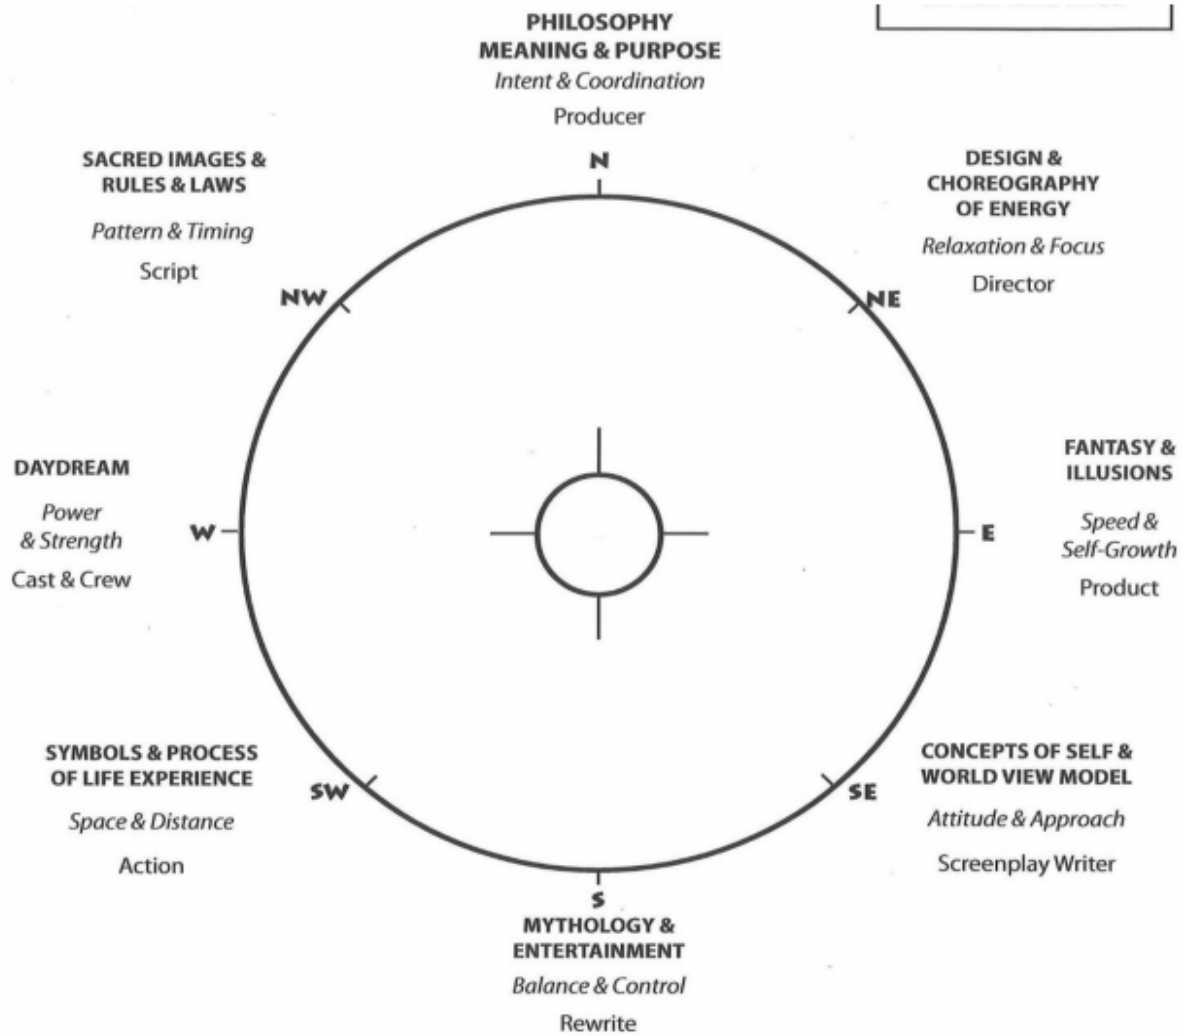 PHILOSOPHY
MEANING & PURPOSE
Intent & Coordination
Producer
N
SACRED IMAGES &
RULES & LAWS
Pattern & Timing
Script
NW
DESIGN &
CHOREOGRAPHY
OF ENERGY
Relaxation & Focus
Director
NE
DAYDREAM
Power
& Strength
Cast & Crew
W
FANTASY &
ILLUSIONS
Speed &
Self-Growth
Product
E
SYMBOLS & PROCESS
OF LIFE EXPERIENCE
Space & Distance
Action
SW
CONCEPTS OF SELF &
WORLD VIEW MODEL
Attitude & Approach
Screenplay Writer
SE
S
MYTHOLOGY &
ENTERTAINMENT
Balance & Control
Rewrite